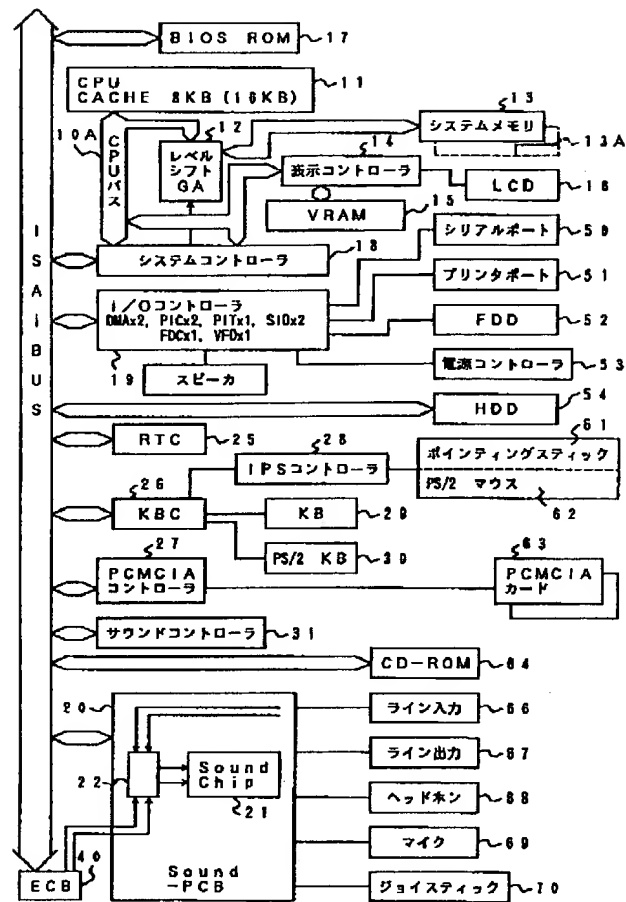 BIOS ROM
17
CPU
CACHE 8KB (16KB)
11
10A
CPUバス
12
レベル
シフト
GA
13
システムメモリ
13A
14
表示コントローラ
LCD
16
VRAM
15
ISAiBUS
システムコントローラ
18
シリアルポート
50
i/Oコントローラ
DMAx2, PICx2, PITx1, SIOx2
FDCx1, VFOx1
19
プリンタポート
51
FDD
52
スピーカ
電源コントローラ
53
HDD
54
RTC
25
28
IPSコントローラ
61
ポインティングスティック
PS/2 マウス
62
26
KBC
KB
29
PS/2 KB
30
27
PCMCIA
コントローラ
63
PCMCIA
カード
サウンドコントローラ
31
CD-ROM
64
20
22
Sound
Chip
21
ライン入力
66
ライン出力
67
ヘッドホン
68
マイク
69
ジョイスティック
70
Sound
-PCB
ECB
40